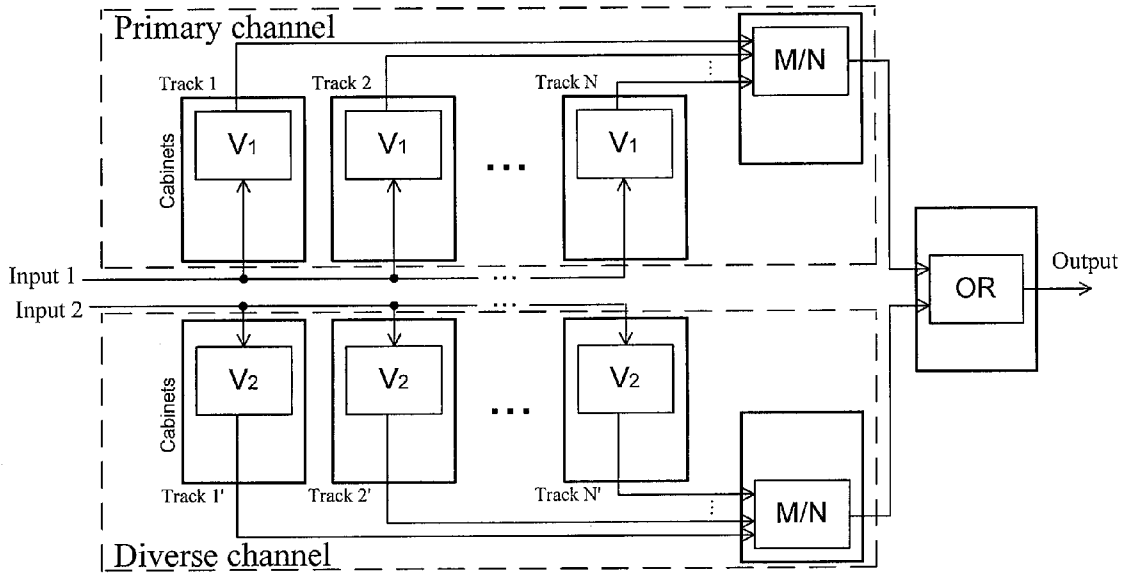 Primary channel
Track 1
Track 2
Track N
M/N
Cabinets
V1
V1
...
V1
Input 1
...
OR
Output
Input 2
...
Cabinets
V2
V2
...
V2
Track 1'
Track 2'
Track N'
M/N
Diverse channel